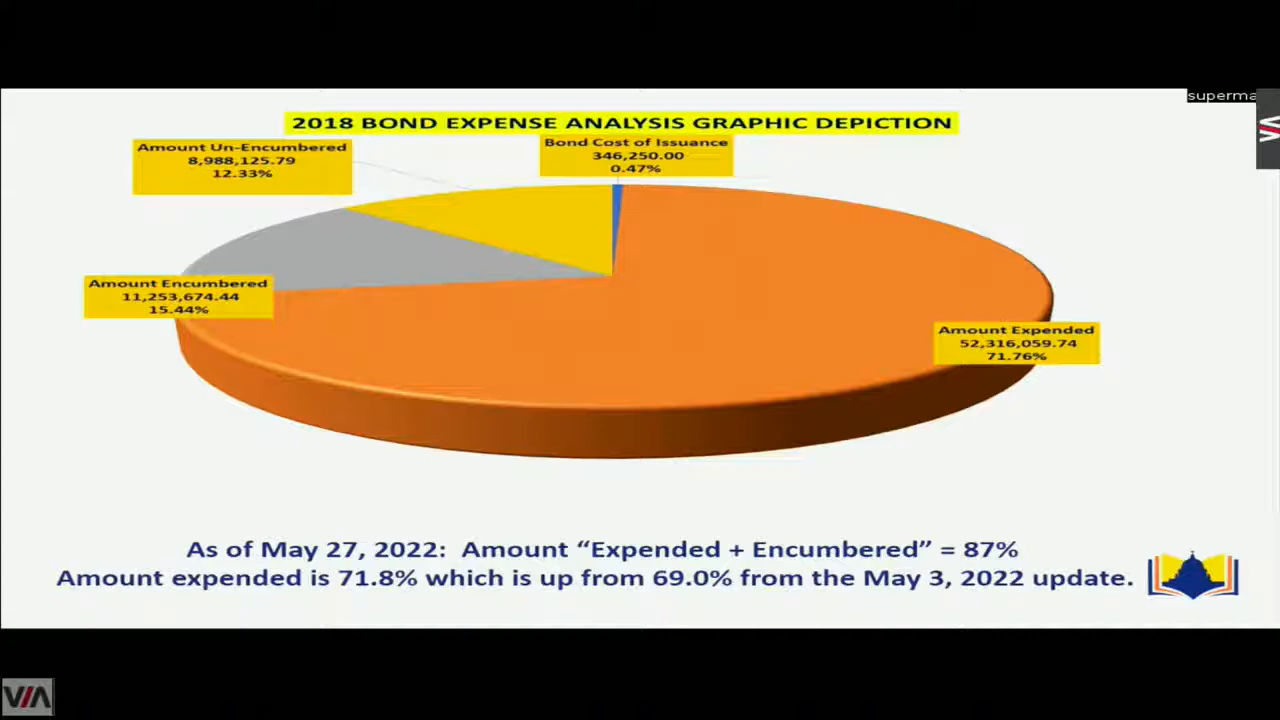 superma
2018 BOND EXPENSE ANALYSIS GRAPHIC DEPICTION
Amount Un-Encumbered
8,988,125.79
12.33%
Bond Cost of Issuance
346,250.00
0.47%
Amount Encumbered
11,253,674.44
15.44%
Amount Expended
52,316,059.74
71.76%
As of May 27, 2022: Amount “Expended + Encumbered” = 87%
Amount expended is 71.8% which is up from 69.0% from the May 3, 2022 update.
VIA